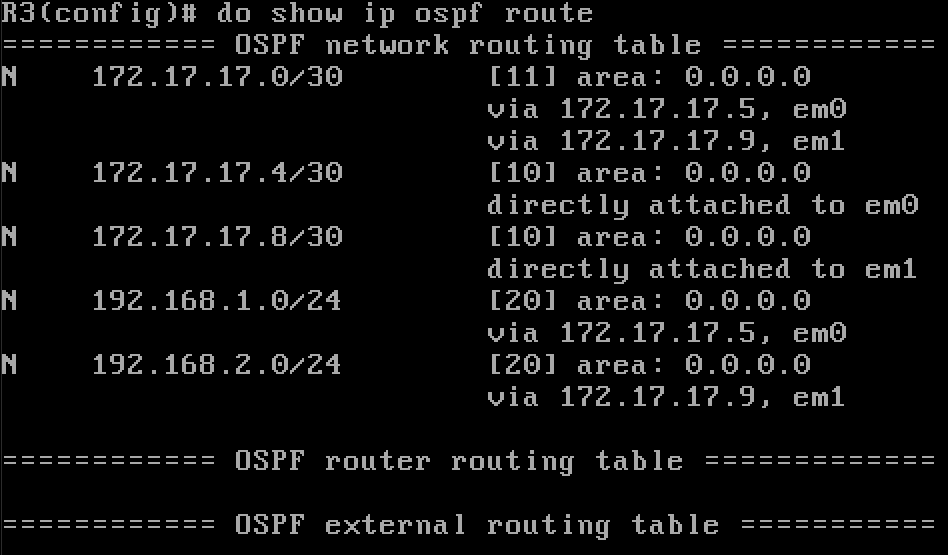 R3(config)# do show ip ospf route
============ OSPF network routing table ============
N    172.17.17.0/30        [11] area: 0.0.0.0
                           via 172.17.17.5, em0
                           via 172.17.17.9, em1
N    172.17.17.4/30        [10] area: 0.0.0.0
                           directly attached to em0
N    172.17.17.8/30        [10] area: 0.0.0.0
                           directly attached to em1
N    192.168.1.0/24        [20] area: 0.0.0.0
                           via 172.17.17.5, em0
N    192.168.2.0/24        [20] area: 0.0.0.0
                           via 172.17.17.9, em1

============ OSPF router routing table =============

============ OSPF external routing table ===========